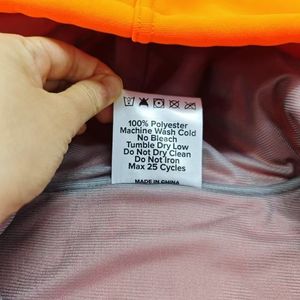 100% Polyester
Machine Wash Cold
No Bleach
Tumble Dry Low
Do Not Dry Clean
Do Not Iron
Max 25 Cycles
MADE IN CHINA